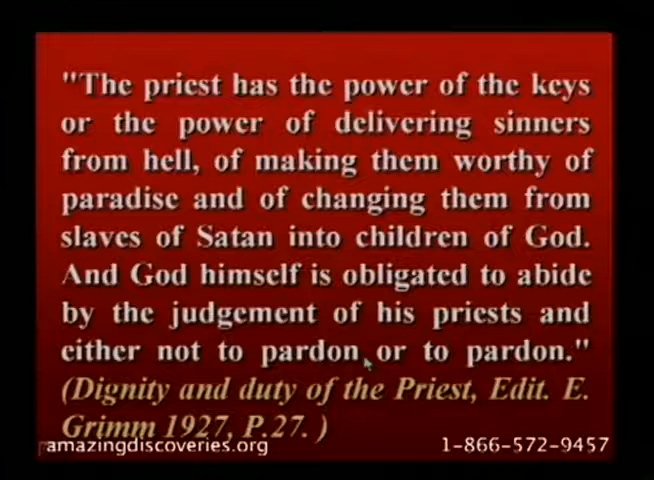 "The priest has the power of the keys
or the power of delivering sinners
from hell, of making them worthy of
paradise and of changing them from
slaves of Satan into children of God.
And God himself is obligated to abide
by the judgement of his priests and
either not to pardon or to pardon."
(Dignity and duty of the Priest, Edit. E.
Grimm 1927, P.27. )
amazingdiscoveries.org 1-866-572-9457